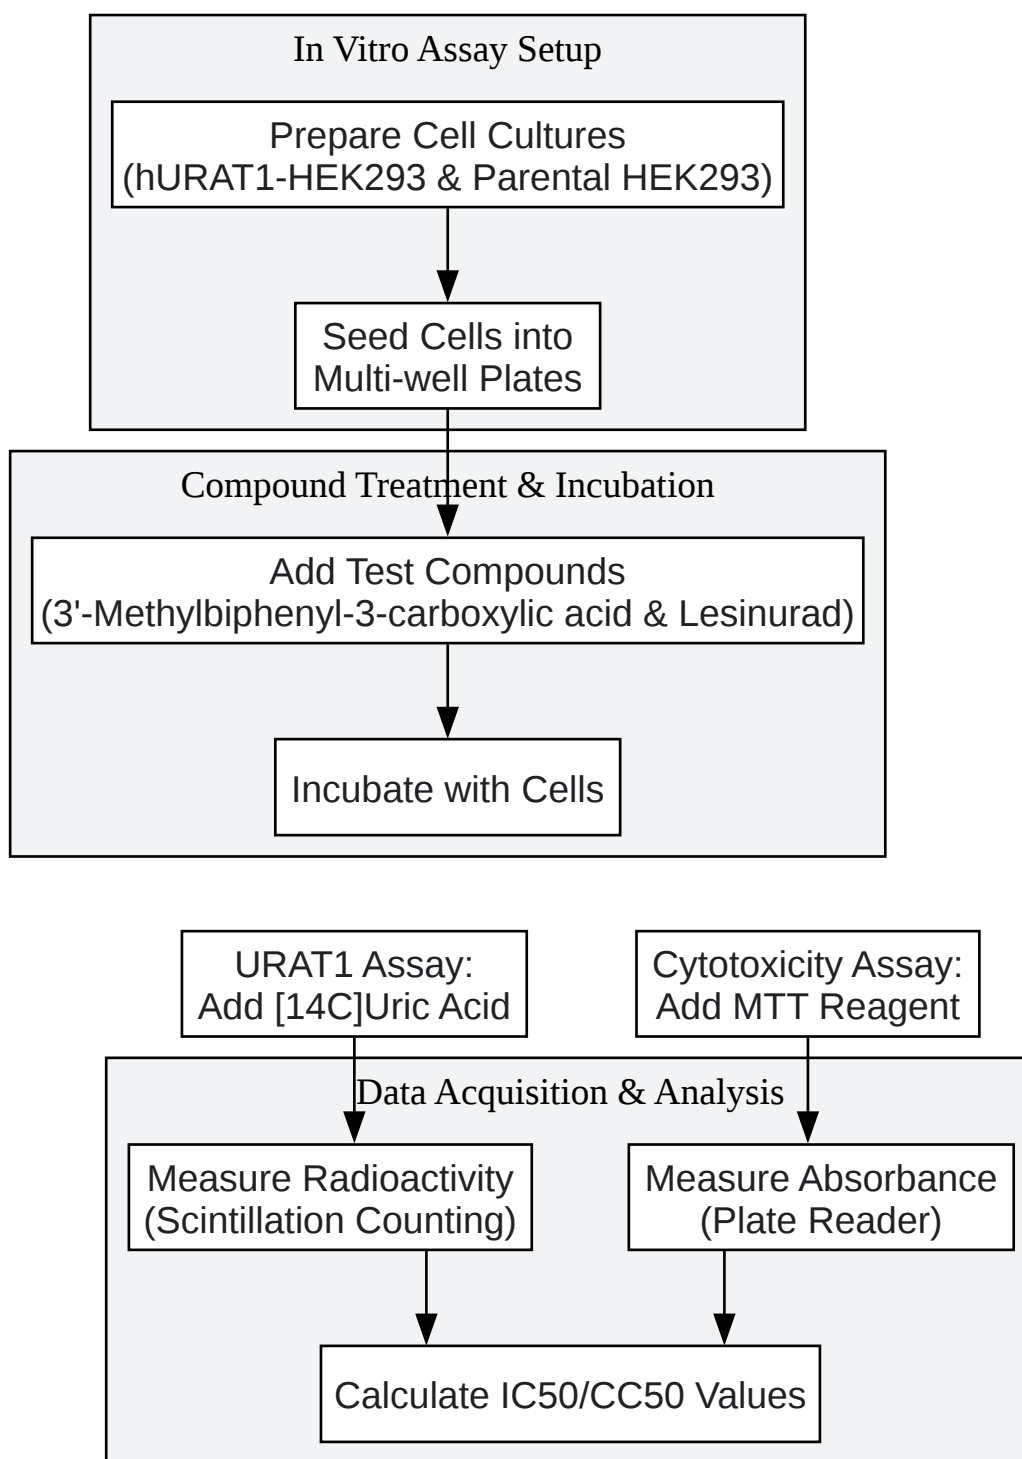 In Vitro Assay Setup
Prepare Cell Cultures
(hURAT1-HEK293 & Parental HEK293)
Seed Cells into
Multi-well Plates
Compound Treatment & Incubation
Add Test Compounds
(3'-Methylbiphenyl-3-carboxylic acid & Lesinurad)
Incubate with Cells
URAT1 Assay:
Add [14C]Uric Acid
Cytotoxicity Assay:
Add MTT Reagent
Data Acquisition & Analysis
Measure Radioactivity
(Scintillation Counting)
Measure Absorbance
(Plate Reader)
Calculate IC50/CC50 Values